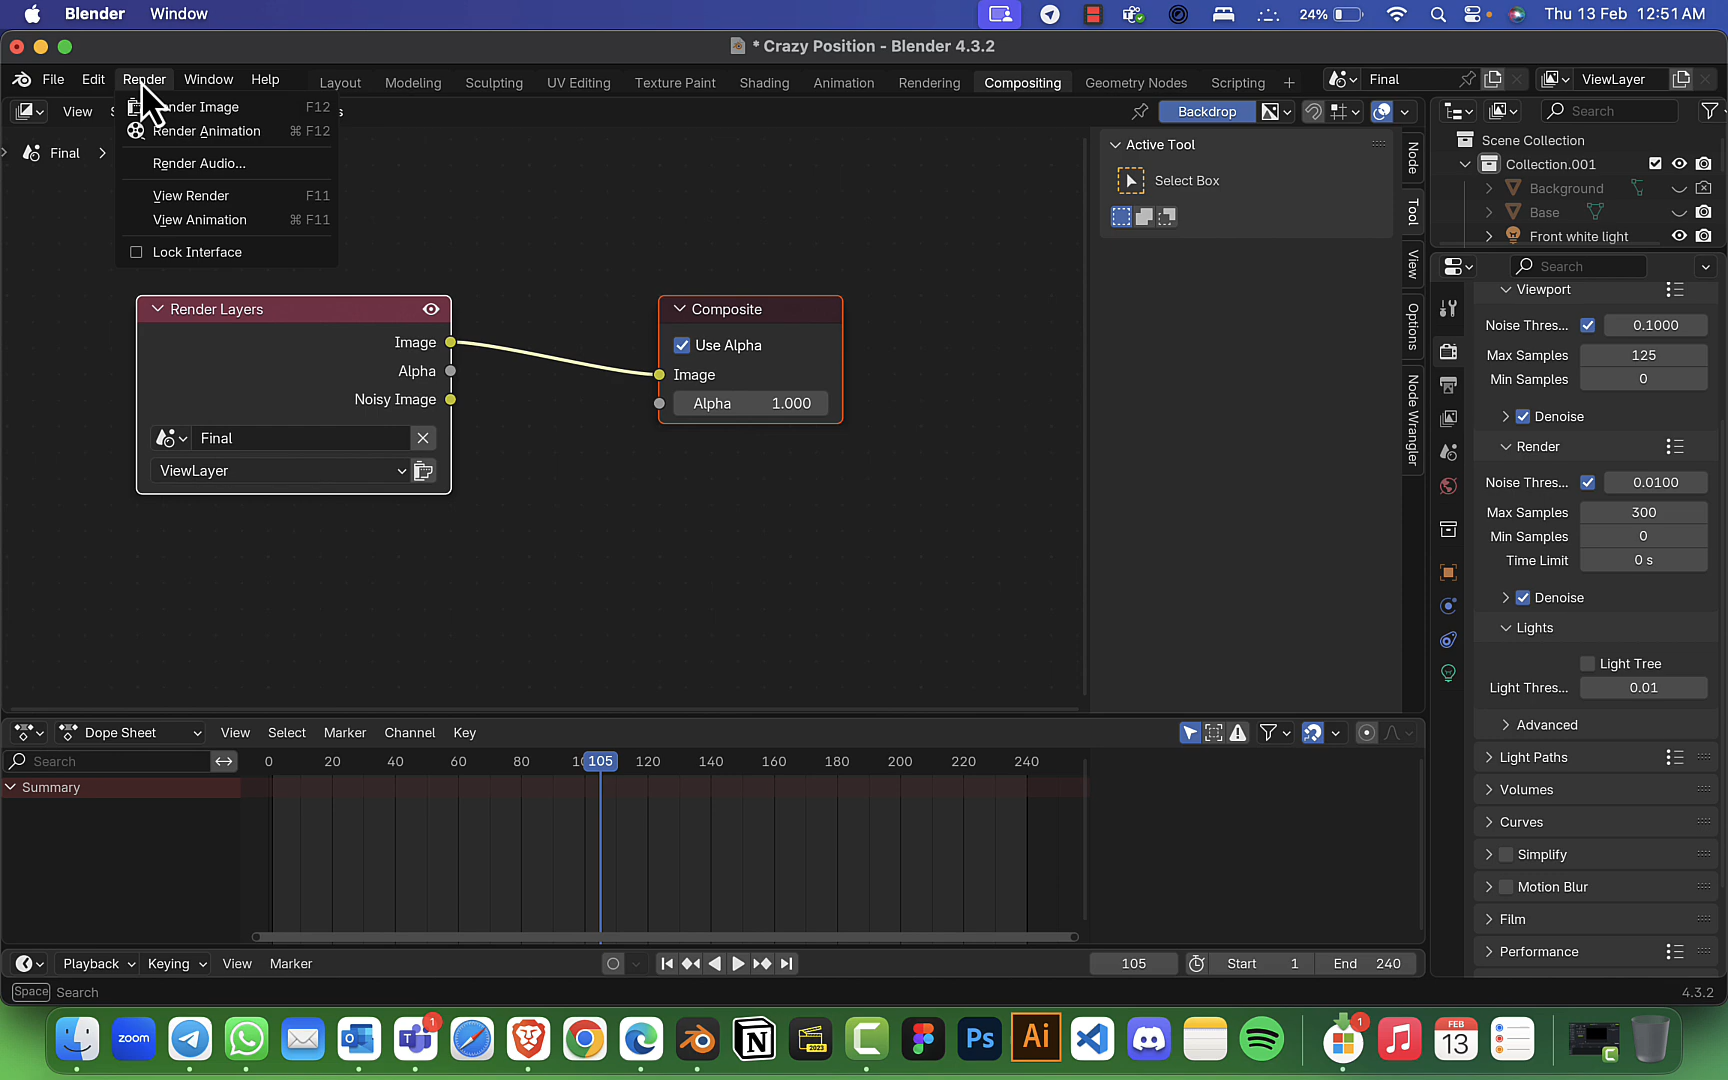 Blender Window 24% Thu 13 Feb 12:51 AM
* Crazy Position - Blender 4.3.2
File Edit Render Window Help Layout Modeling Sculpting UV Editing Texture Paint Shading Animation Rendering Compositing Geometry Nodes Scripting + Final ViewLayer
View Backdrop Search
Render Image F12
Render Animation ⌘ F12
Render Audio...
View Render F11
View Animation ⌘ F11
Lock Interface
Final
Active Tool
Select Box
Node
Tool
View
Options
Node Wrangler
Scene Collection
Collection.001
Background
Base
Front white light
Search
Viewport
Noise Thres... 0.1000
Max Samples 125
Min Samples 0
Denoise
Render
Noise Thres... 0.0100
Max Samples 300
Min Samples 0
Time Limit 0 s
Denoise
Lights
Light Tree
Light Thres... 0.01
Advanced
Light Paths
Volumes
Curves
Simplify
Motion Blur
Film
Performance
Render Layers
Image
Alpha
Noisy Image
Final
ViewLayer
Composite
Use Alpha
Image
Alpha 1.000
Dope Sheet View Select Marker Channel Key
Search 0 20 40 60 80 105 120 140 160 180 200 220 240
Summary
Playback Keying View Marker 105 Start 1 End 240
Space Search 4.3.2
zoom 1 2023 Ps Ai 1 FEB
13